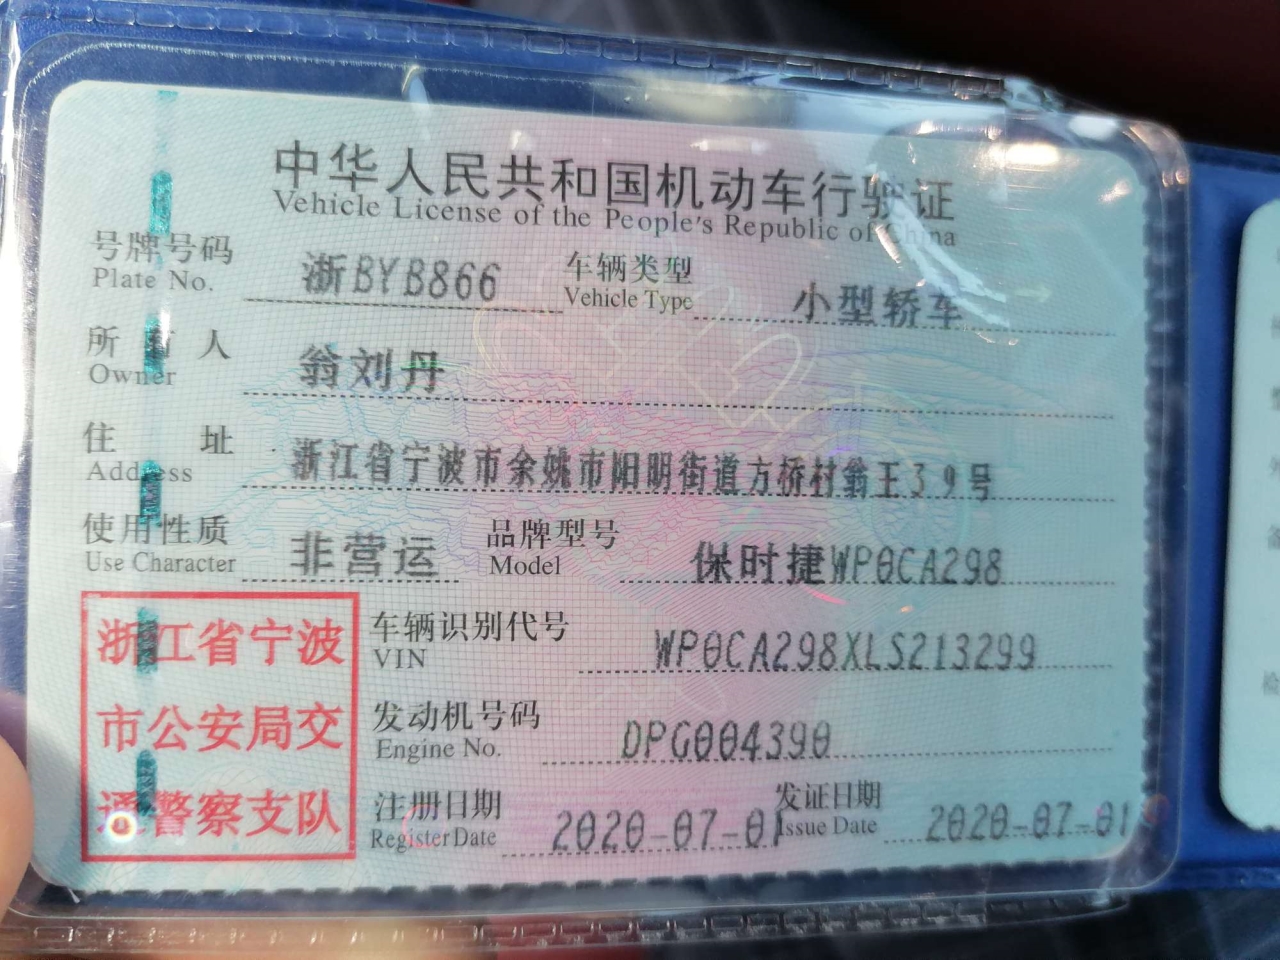 中华人民共和国机动车行驶证
Vehicle License of the People's Republic of China
号牌号码 浙BYB866 车辆类型 小型轿车
Plate No. Vehicle Type
所有人 翁刘丹
Owner
住址 浙江省宁波市余姚市阳明街道方桥村翁王39号
Address
使用性质 非营运 品牌型号 保时捷WP0CA298
Use Character Model
浙江省宁波
市公安局交
通警察支队
车辆识别代号 WP0CA298XLS213299
VIN
发动机号码 DPG004390
Engine No.
注册日期 2020-07-01 发证日期 2020-07-01
Register Date Issue Date